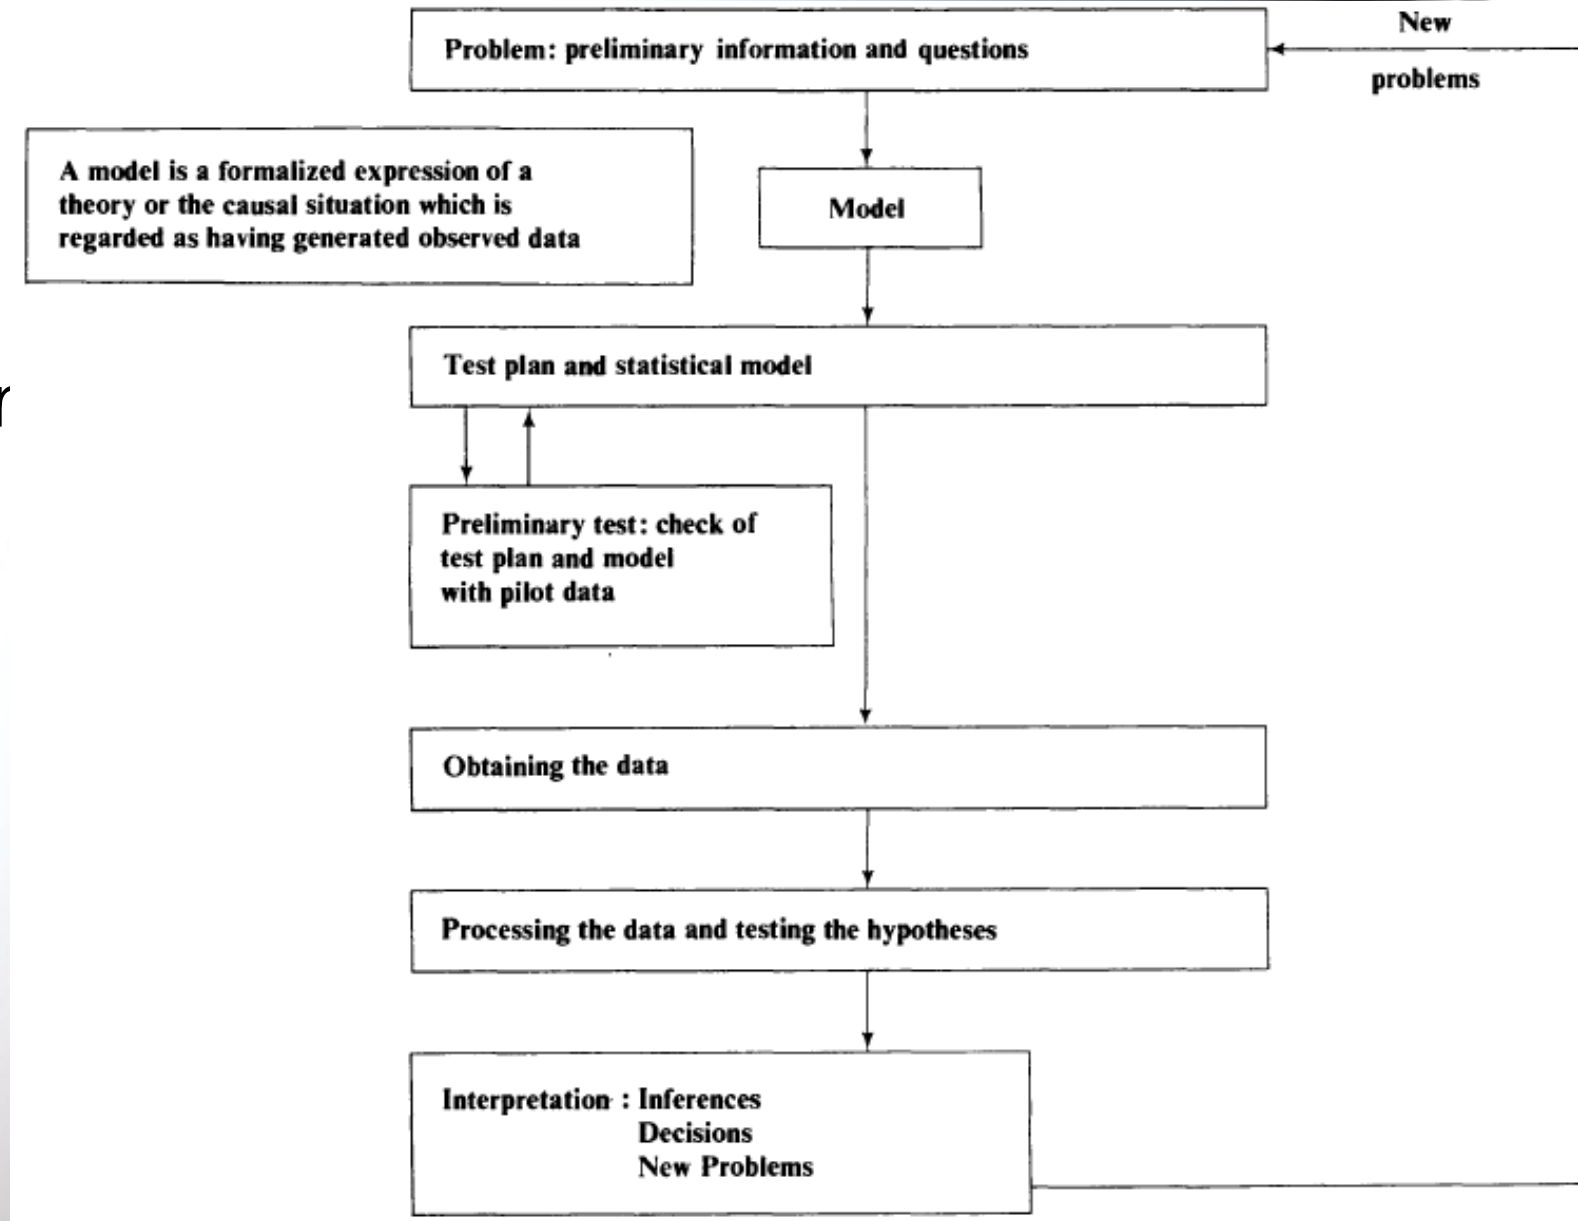 Problem: preliminary information and questions
New
problems
A model is a formalized expression of a
theory or the causal situation which is
regarded as having generated observed data
Model
Test plan and statistical model
r
Preliminary test: check of
test plan and model
with pilot data
Obtaining the data
Processing the data and testing the hypotheses
Interpretation : Inferences
Decisions
New Problems